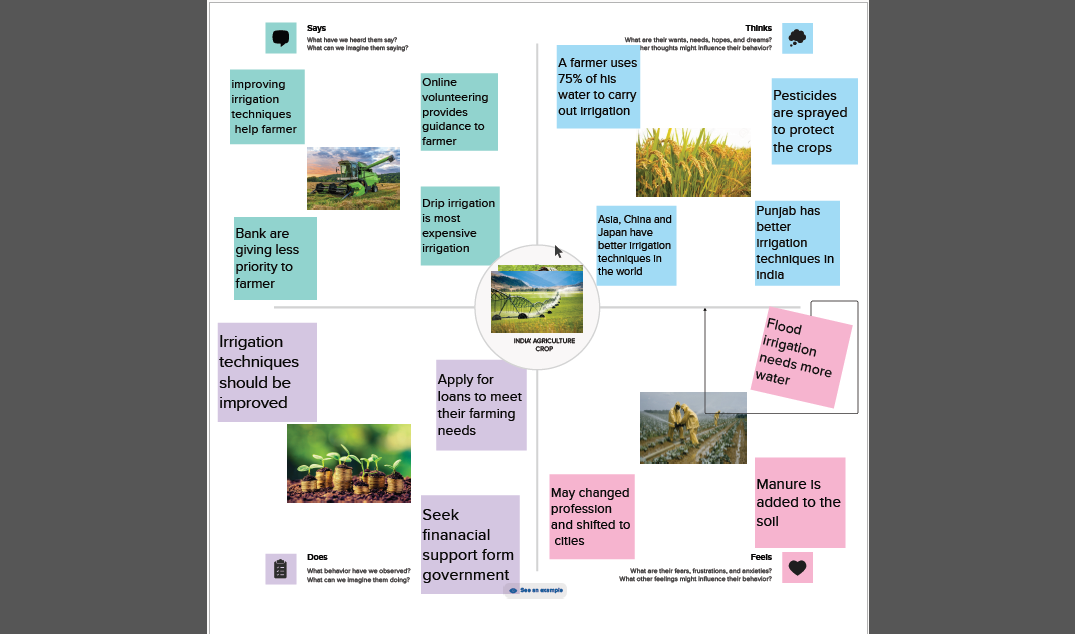 Says
What have we heard them say?
What can we imagine them saying?
Thinks
What are their wants, needs, hopes, and dreams?
her thoughts might influence their behavior?
improving
irrigation
techniques
help farmer
Online
volunteering
provides
guidance to
farmer
A farmer uses
75% of his
water to carry
out irrigation
Pesticides
are sprayed
to protect
the crops
Bank are
giving less
priority to
farmer
Drip irrigation
is most
expensive
irrigation
Asia, China and
Japan have
better irrigation
techniques in
the world
Punjab has
better
irrigation
techniques in
india
INDIA' AGRICULTURE
CROP
Irrigation
techniques
should be
improved
Apply for
loans to meet
their farming
needs
Flood
irrigation
needs more
water
Seek
finanacial
support form
government
May changed
profession
and shifted to
cities
Manure is
added to the
soil
Does
What behavior have we observed?
What can we imagine them doing?
Feels
What are their fears, frustrations, and anxieties?
What other feelings might influence their behavior?
See an example